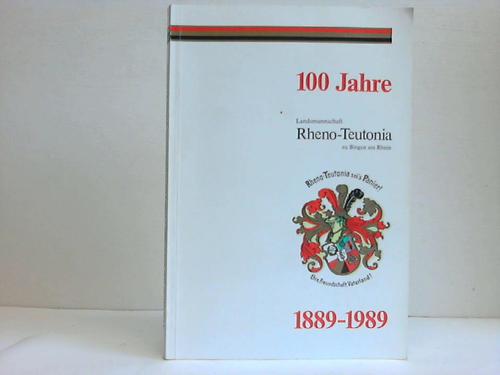 100 Jahre
Landsmannschaft
Rheno-Teutonia
zu Bingen am Rhein
Rheno-Teutonia sei's Panier!
Ehre, Freundschaft, Vaterland!
1889-1989